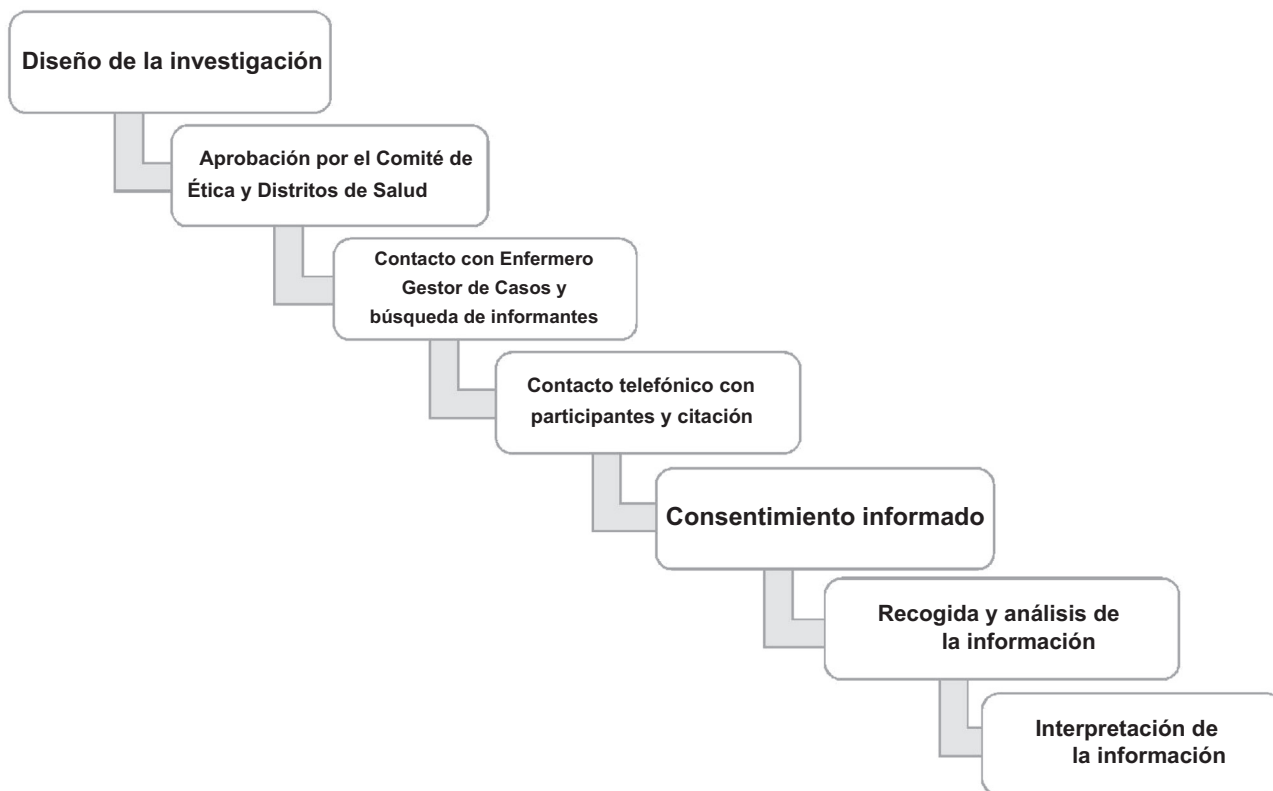 Diseño de la investigación
Aprobación por el Comité de
Ética y Distritos de Salud
Contacto con Enfermero
Gestor de Casos y
búsqueda de informantes
Contacto telefónico con
participantes y citación
Consentimiento informado
Recogida y análisis de
la información
Interpretación de
la información